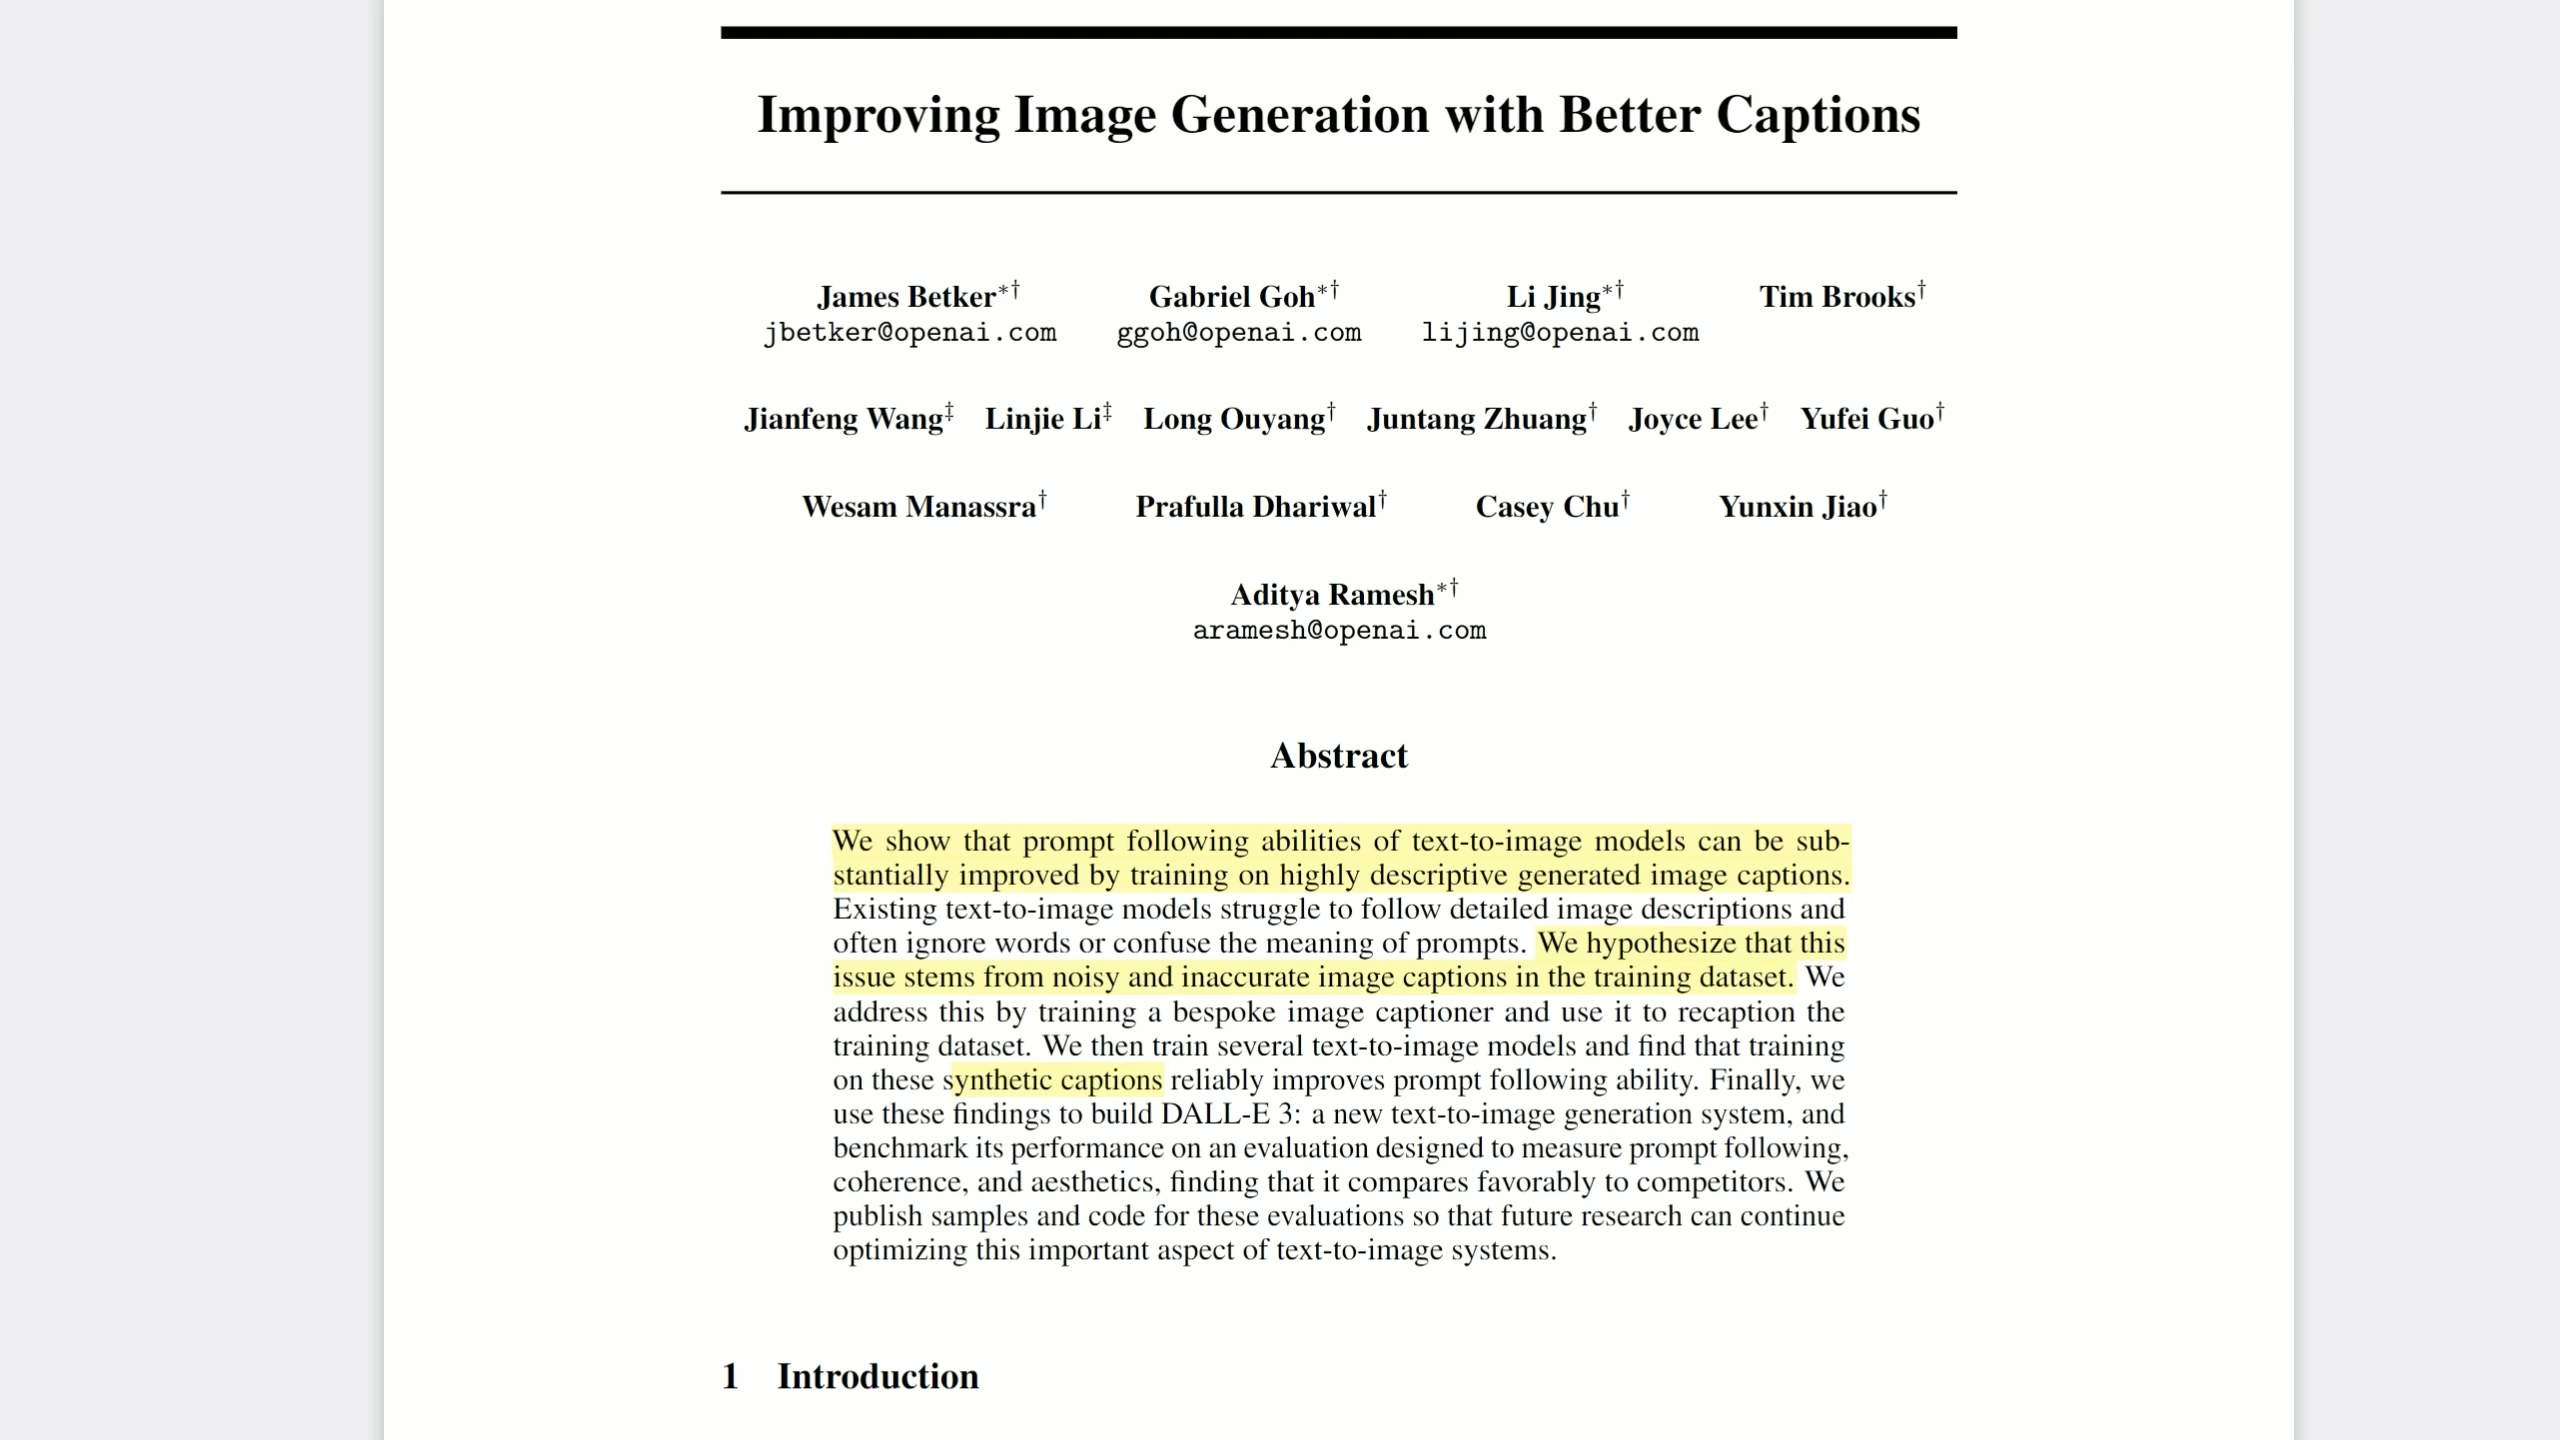 Improving Image Generation with Better Captions
James Betker*† Gabriel Goh*† Li Jing*† Tim Brooks†
jbetker@openai.com ggoh@openai.com lijing@openai.com
Jianfeng Wang‡ Linjie Li‡ Long Ouyang† Juntang Zhuang† Joyce Lee† Yufei Guo†
Wesam Manassra† Prafulla Dhariwal† Casey Chu† Yunxin Jiao†
Aditya Ramesh*†
aramesh@openai.com
Abstract
We show that prompt following abilities of text-to-image models can be sub-
stantially improved by training on highly descriptive generated image captions.
Existing text-to-image models struggle to follow detailed image descriptions and
often ignore words or confuse the meaning of prompts. We hypothesize that this
issue stems from noisy and inaccurate image captions in the training dataset. We
address this by training a bespoke image captioner and use it to recaption the
training dataset. We then train several text-to-image models and find that training
on these synthetic captions reliably improves prompt following ability. Finally, we
use these findings to build DALL-E 3: a new text-to-image generation system, and
benchmark its performance on an evaluation designed to measure prompt following,
coherence, and aesthetics, finding that it compares favorably to competitors. We
publish samples and code for these evaluations so that future research can continue
optimizing this important aspect of text-to-image systems.
1 Introduction